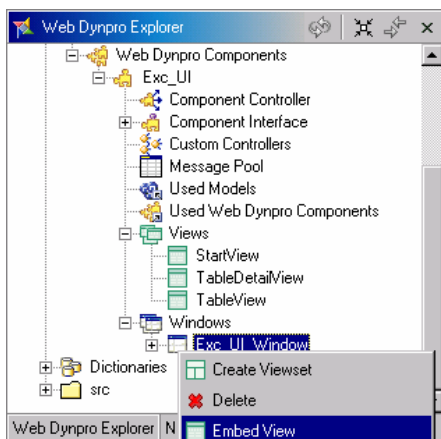 Web Dynpro Explorer
Web Dynpro Components
Exc_UI
Component Controller
Component Interface
Custom Controllers
Message Pool
Used Models
Used Web Dynpro Components
Views
StartView
TableDetailView
TableView
Windows
Exc_UI_Window
Dictionaries
src
Create Viewset
Delete
Embed View
Web Dynpro Explorer N